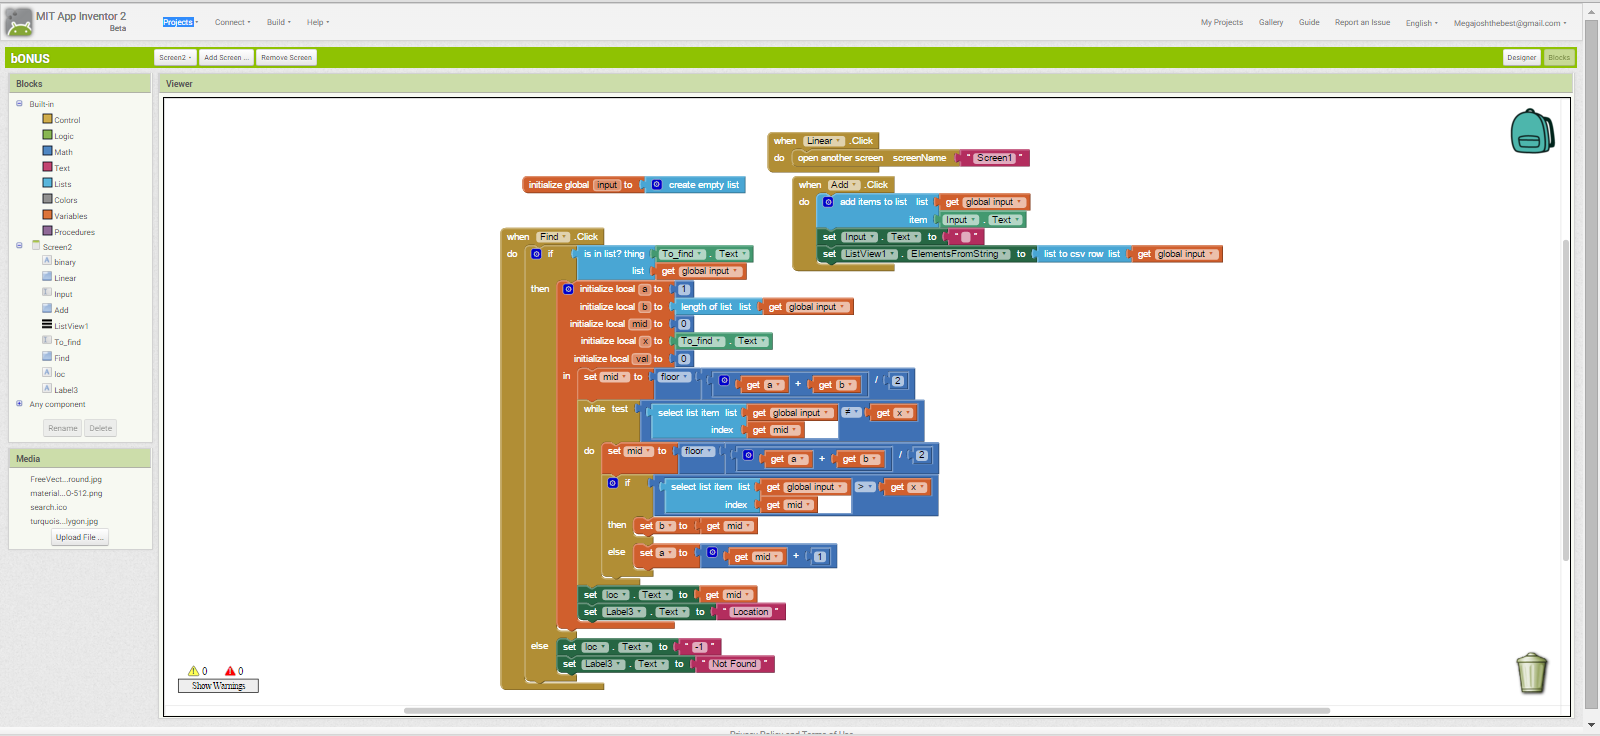 MIT App Inventor 2
Beta
Projects Connect Build Help My Projects Gallery Guide Report an Issue English Megajoshthebest@gmail.com
bONUS Screen2 Add Screen ... Remove Screen Designer Blocks
Blocks
Built-in
Control
Logic
Math
Text
Lists
Colors
Variables
Procedures
Screen2
binary
Linear
Input
Add
ListView1
To_find
Find
loc
Label3
Any component
Rename Delete
Media
FreeVect...round.jpg
material...O-512.png
search.ico
turquois...lygon.jpg
Upload File ...
Viewer
when Linear .Click
do open another screen screenName " Screen1 "
initialize global input to create empty list
when Add .Click
do add items to list list get global input
item Input . Text
set Input . Text to " "
set ListView1 . ElementsFromString to list to csv row list get global input
when Find .Click
do if is in list? thing To_find . Text
list get global input
then initialize local a to 1
initialize local b to length of list list get global input
initialize local mid to 0
initialize local x to To_find . Text
initialize local val to 0
in set mid to floor get a + get b / 2
while test select list item list get global input ≠ get x
index get mid
do set mid to floor get a + get b / 2
if select list item list get global input > get x
index get mid
then set b to get mid
else set a to get mid + 1
set loc . Text to get mid
set Label3 . Text to " Location "
else set loc . Text to " -1 "
set Label3 . Text to " Not Found "
0 0
Show Warnings
Privacy Policy and Terms of Use